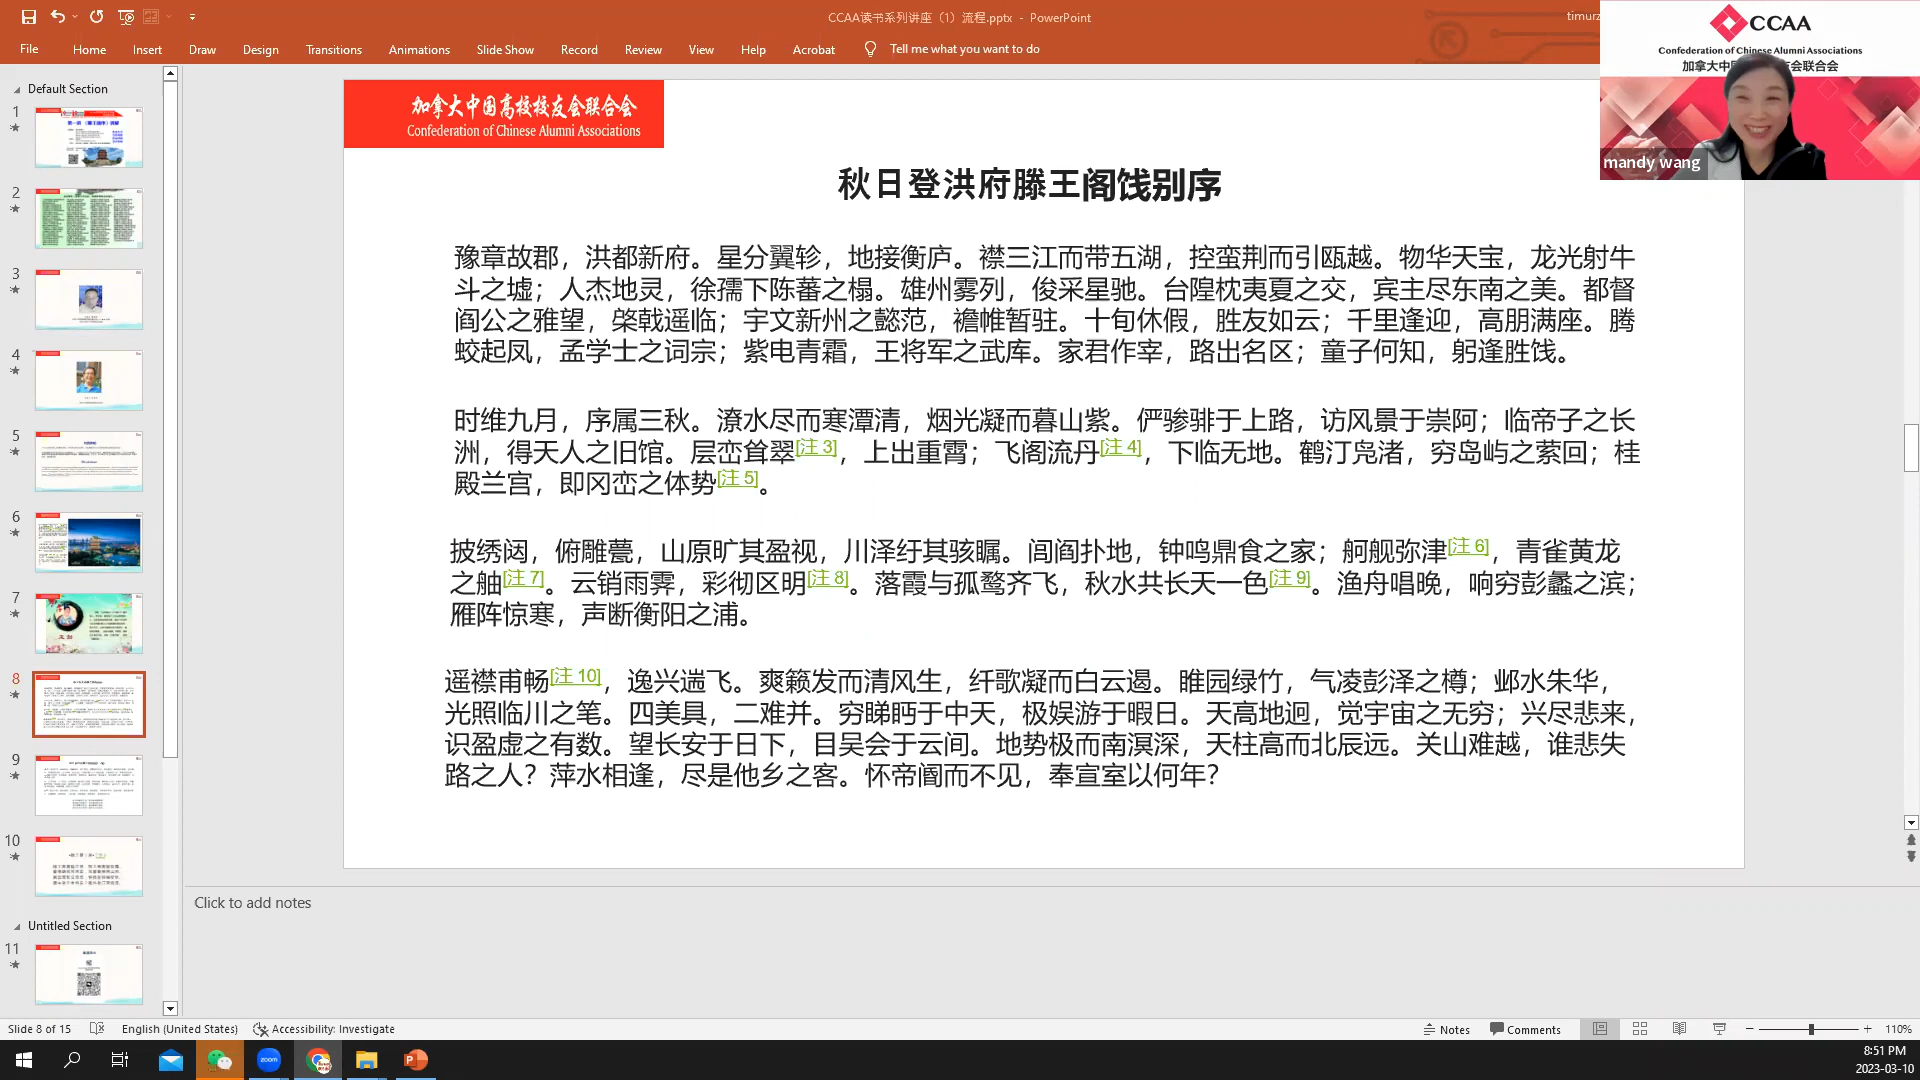 CCAA读书系列讲座（1）流程.pptx - PowerPoint
timurz
File Home Insert Draw Design Transitions Animations Slide Show Record Review View Help Acrobat Tell me what you want to do
CCAA
Confederation of Chinese Alumni Associations
mandy wang
Default Section
1
2
3
4
5
6
7
8
9
10
Untitled Section
11
加拿大中国高校校友会联合会
Confederation of Chinese Alumni Associations
秋日登洪府滕王阁饯别序
豫章故郡，洪都新府。星分翼轸，地接衡庐。襟三江而带五湖，控蛮荆而引瓯越。物华天宝，龙光射牛
斗之墟；人杰地灵，徐孺下陈蕃之榻。雄州雾列，俊采星驰。台隍枕夷夏之交，宾主尽东南之美。都督
阎公之雅望，棨戟遥临；宇文新州之懿范，襜帷暂驻。十旬休假，胜友如云；千里逢迎，高朋满座。腾
蛟起凤，孟学士之词宗；紫电青霜，王将军之武库。家君作宰，路出名区；童子何知，躬逢胜饯。
时维九月，序属三秋。潦水尽而寒潭清，烟光凝而暮山紫。俨骖騑于上路，访风景于崇阿；临帝子之长
洲，得天人之旧馆。层峦耸翠[注 3]，上出重霄；飞阁流丹[注 4]，下临无地。鹤汀凫渚，穷岛屿之萦回；桂
殿兰宫，即冈峦之体势[注 5]。
披绣闼，俯雕甍，山原旷其盈视，川泽纡其骇瞩。闾阎扑地，钟鸣鼎食之家；舸舰弥津[注 6]，青雀黄龙
之舳[注 7]。云销雨霁，彩彻区明[注 8]。落霞与孤鹜齐飞，秋水共长天一色[注 9]。渔舟唱晚，响穷彭蠡之滨；
雁阵惊寒，声断衡阳之浦。
遥襟甫畅[注 10]，逸兴遄飞。爽籁发而清风生，纤歌凝而白云遏。睢园绿竹，气凌彭泽之樽；邺水朱华，
光照临川之笔。四美具，二难并。穷睇眄于中天，极娱游于暇日。天高地迥，觉宇宙之无穷；兴尽悲来，
识盈虚之有数。望长安于日下，目吴会于云间。地势极而南溟深，天柱高而北辰远。关山难越，谁悲失
路之人？萍水相逢，尽是他乡之客。怀帝阍而不见，奉宣室以何年？
Click to add notes
Slide 8 of 15 English (United States) Accessibility: Investigate Notes Comments 110%
zoom
8:51 PM
2023-03-10